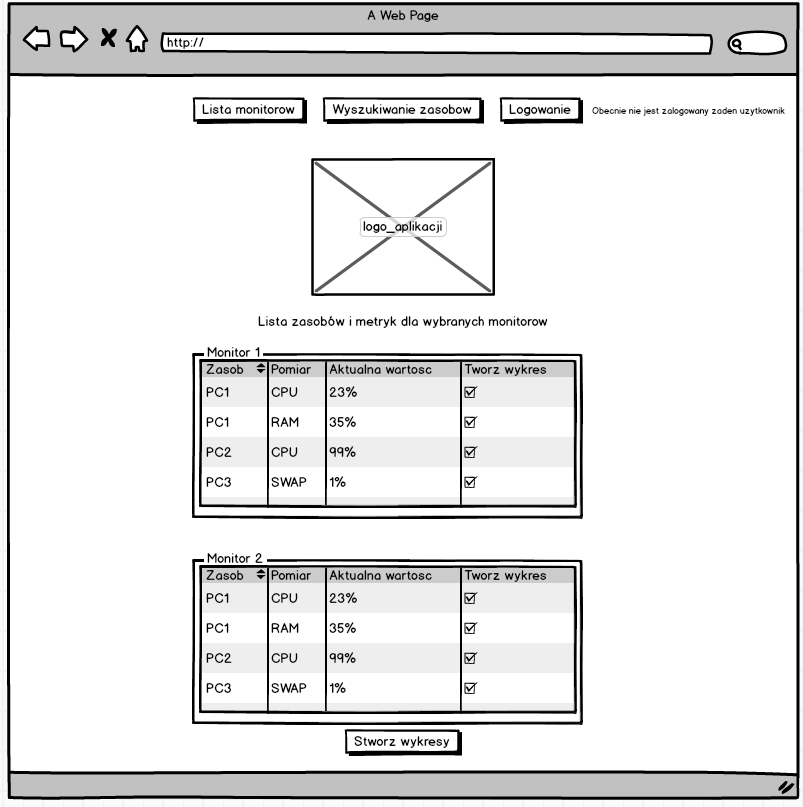 A Web Page
http://
Lista monitorow Wyszukiwanie zasobow Logowanie Obecnie nie jest zalogowany zaden uzytkownik
logo_aplikacji
Lista zasobów i metryk dla wybranych monitorow
Monitor 1
Zasob Pomiar Aktualna wartosc Tworz wykres
PC1 CPU 23%
PC1 RAM 35%
PC2 CPU 99%
PC3 SWAP 1%
Monitor 2
Zasob Pomiar Aktualna wartosc Tworz wykres
PC1 CPU 23%
PC1 RAM 35%
PC2 CPU 99%
PC3 SWAP 1%
Stworz wykresy